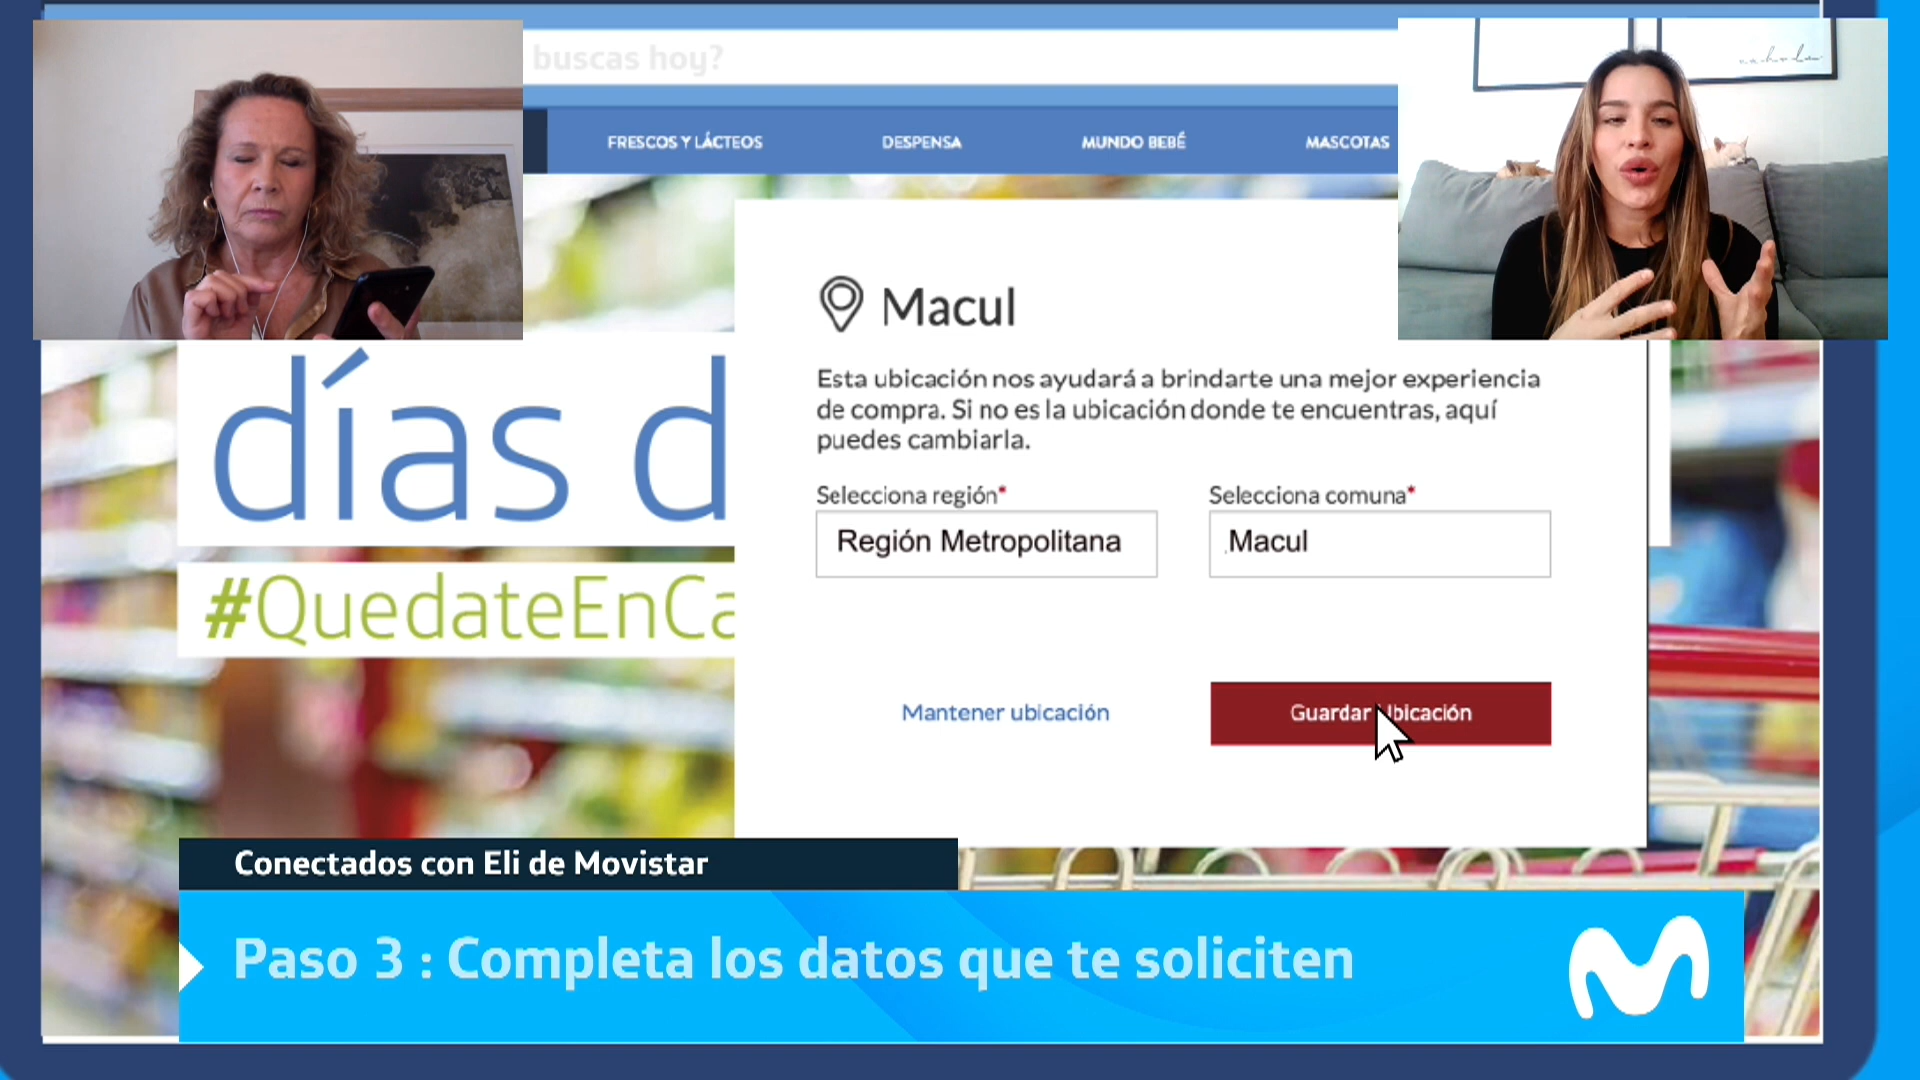 buscas hoy?
FRESCOS Y LÁCTEOS
DESPENSA
MUNDO BEBÉ
MASCOTAS
Macul
Esta ubicación nos ayudará a brindarte una mejor experiencia
de compra. Si no es la ubicación donde te encuentras, aquí
puedes cambiarla.
Selecciona región*
Selecciona comuna*
Región Metropolitana
Macul
Mantener ubicación
Guardar Ubicación
días d
#QuedateEnCa
Conectados con Eli de Movistar
Paso 3 : Completa los datos que te soliciten